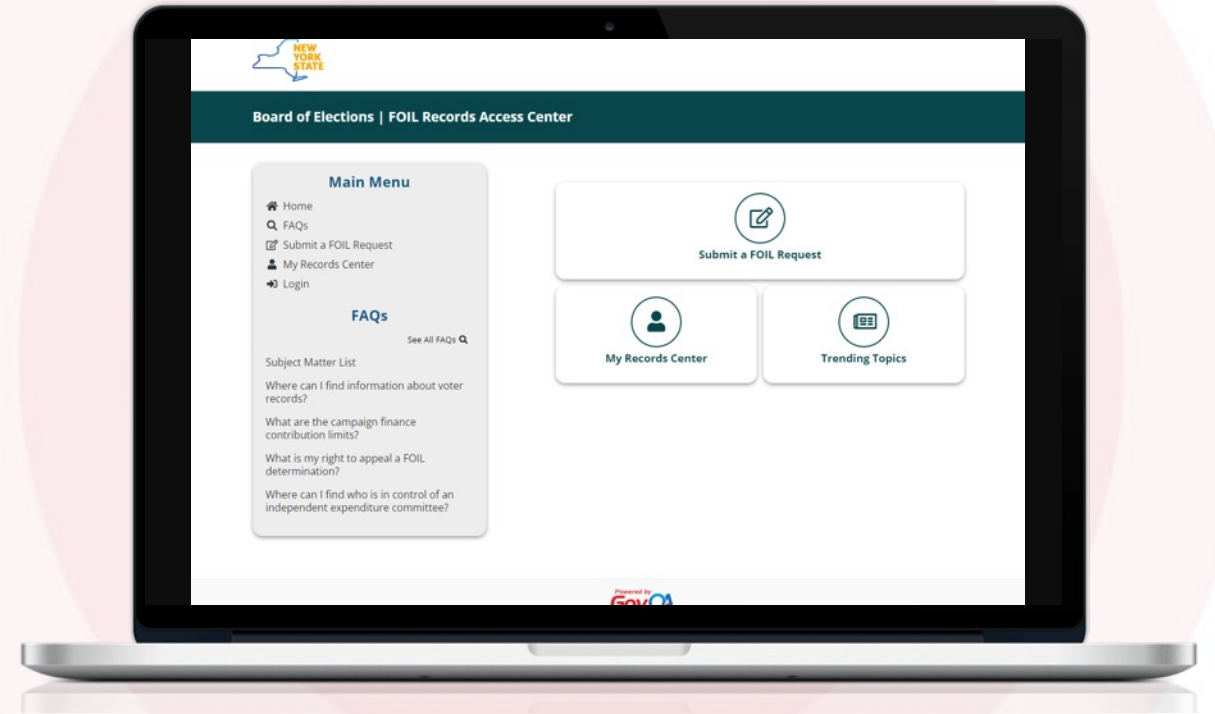 NEW
YORK
STATE
Board of Elections | FOIL Records Access Center
Main Menu
Home
FAQs
Submit a FOIL Request
My Records Center
Login
FAQs
See All FAQs
Subject Matter List
Where can I find information about voter
records?
What are the campaign finance
contribution limits?
What is my right to appeal a FOIL
determination?
Where can I find who is in control of an
independent expenditure committee?
Submit a FOIL Request
My Records Center
Trending Topics
Powered by
GovQA